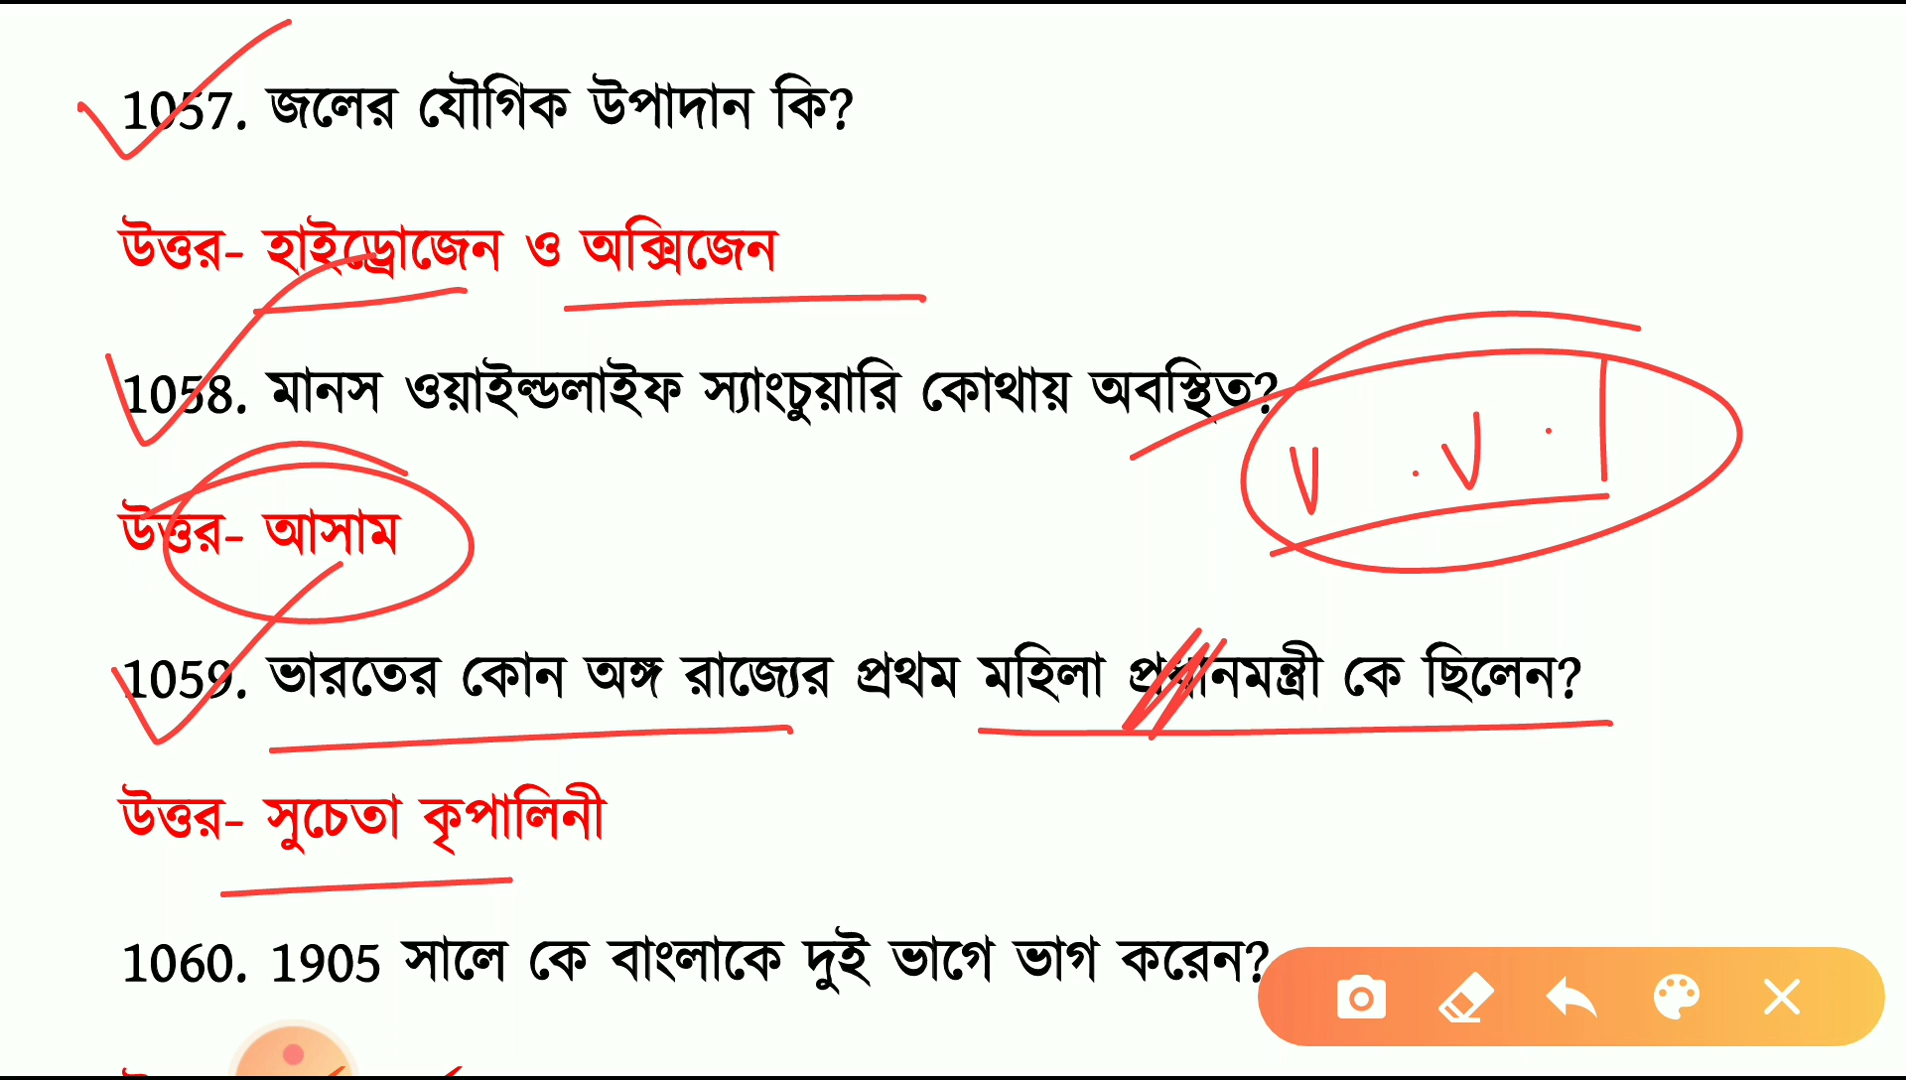 1057. জলের যৌগিক উপাদান কি?
উত্তর- হাইড্রোজেন ও অক্সিজেন
1058. মানস ওয়াইল্ডলাইফ স্যাংচুয়ারি কোথায় অবস্থিত?
V . V . I
উত্তর- আসাম
1059. ভারতের কোন অঙ্গ রাজ্যের প্রথম মহিলা প্রধানমন্ত্রী কে ছিলেন?
উত্তর- সুচেতা কৃপালিনী
1060. 1905 সালে কে বাংলাকে দুই ভাগে ভাগ করেন?